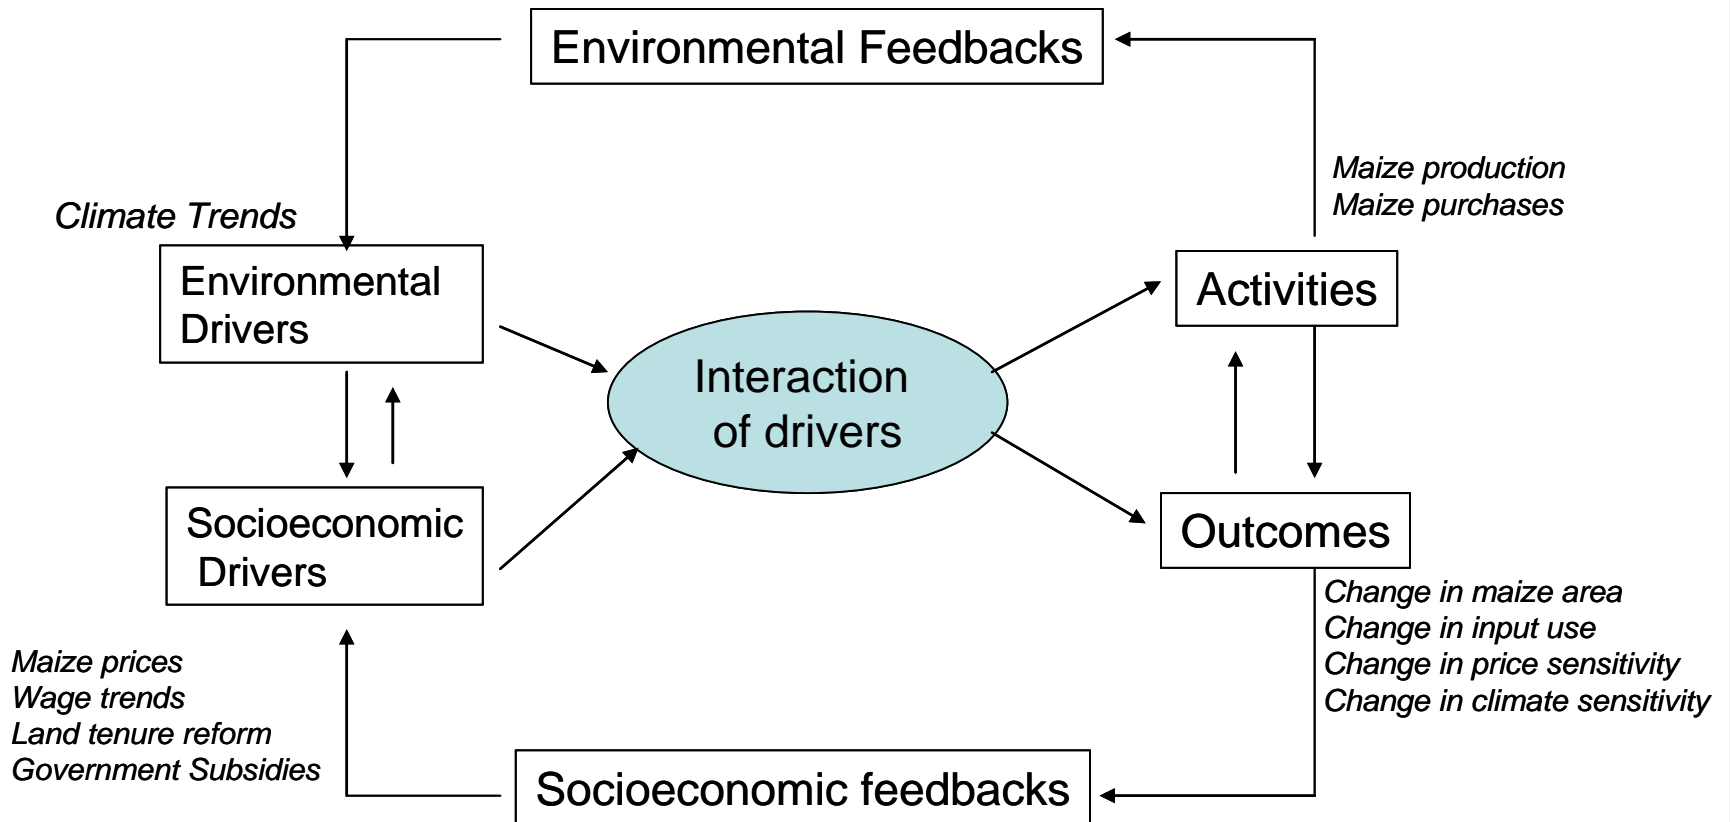 Environmental Feedbacks
Maize production
Maize purchases
Climate Trends
Environmental
Drivers
Activities
Interaction
of drivers
Socioeconomic
Drivers
Outcomes
Change in maize area
Change in input use
Change in price sensitivity
Change in climate sensitivity
Maize prices
Wage trends
Land tenure reform
Government Subsidies
Socioeconomic feedbacks